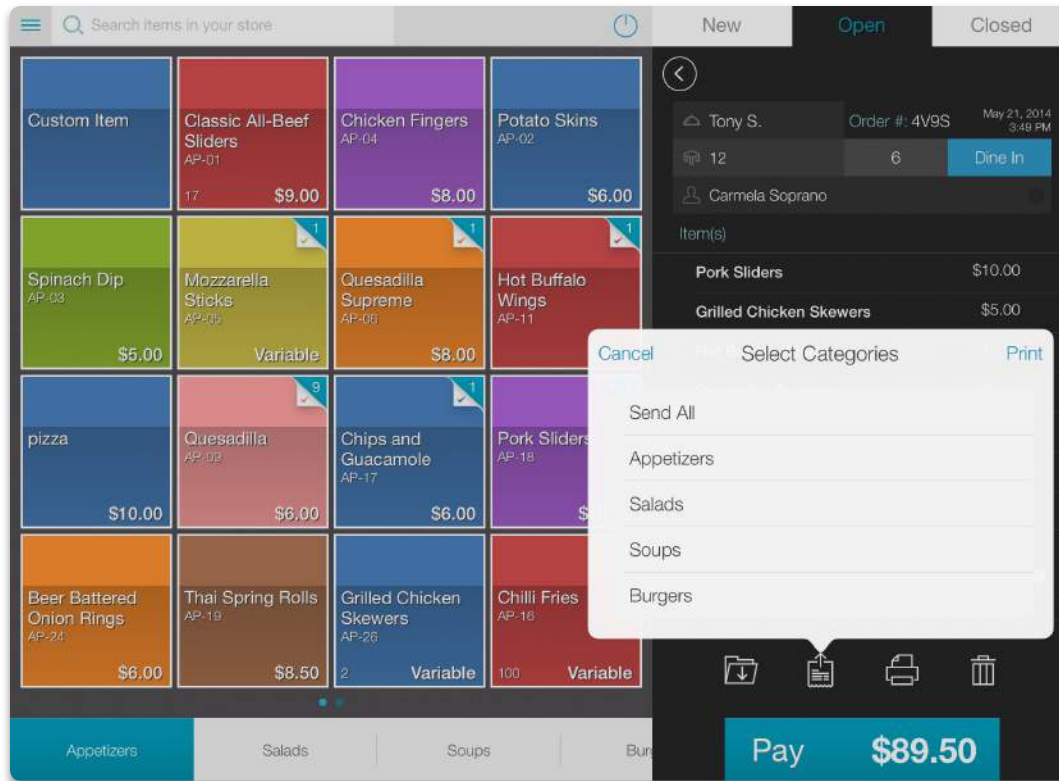 Search items in your store
New
Open
Closed
Custom Item
Classic All-Beef
Sliders
AP-01
17
$9.00
Chicken Fingers
AP-04
$8.00
Potato Skins
AP-02
$6.00
Tony S.
Order #: 4V9S
May 21, 2014
3:49 PM
12
6
Dine In
Carmela Soprano
Item(s)
Pork Sliders
$10.00
Grilled Chicken Skewers
$5.00
Spinach Dip
AP-03
$5.00
1
Mozzarella
Sticks
AP-05
Variable
1
Quesadilla
Supreme
AP-06
$8.00
1
Hot Buffalo
Wings
AP-11
Cancel
Select Categories
Print
Send All
Appetizers
Salads
Soups
Burgers
pizza
$10.00
9
Quesadilla
AP-09
$6.00
1
Chips and
Guacamole
AP-17
$6.00
Pork Sliders
AP-18
$
Beer Battered
Onion Rings
AP-24
$6.00
Thai Spring Rolls
AP-19
$8.50
Grilled Chicken
Skewers
AP-26
2
Variable
Chilli Fries
AP-16
100
Variable
Appetizers
Salads
Soups
Pay
$89.50